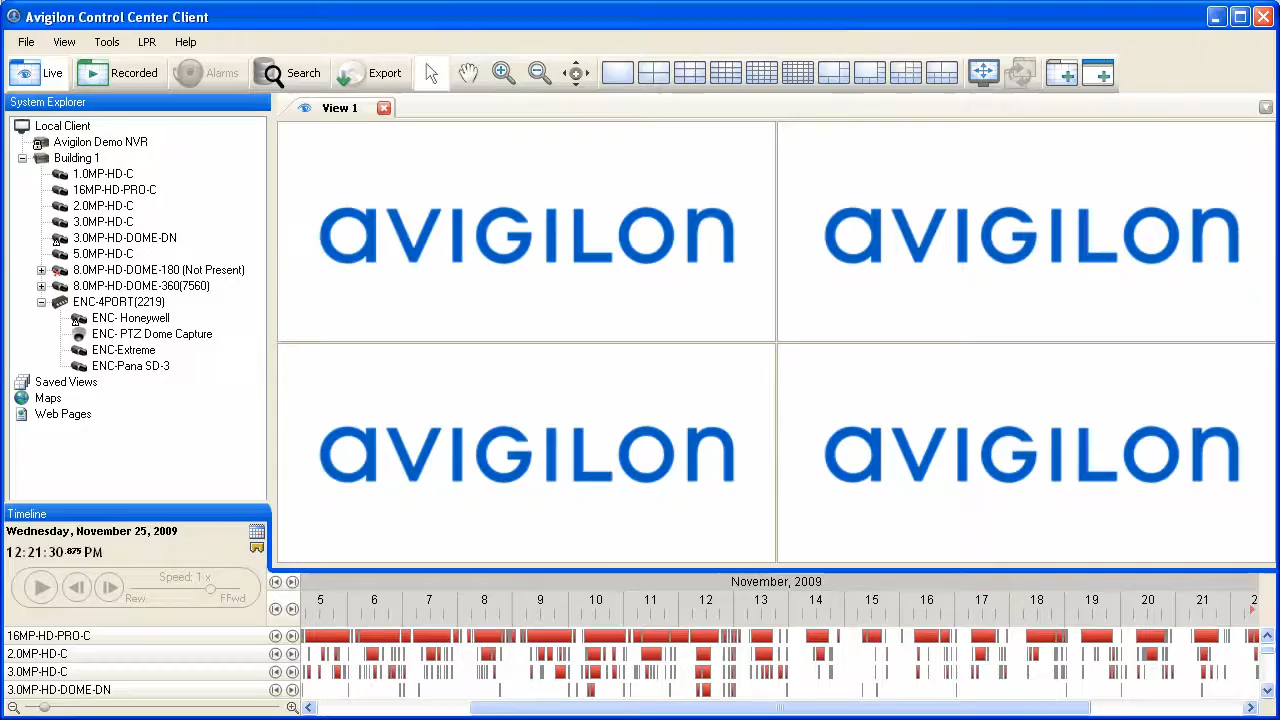 Avigilon Control Center Client
File View Tools LPR Help
Live Recorded Alarms Search Export
System Explorer
View 1
Local Client
Avigilon Demo NVR
Building 1
1.0MP-HD-C
16MP-HD-PRO-C
2.0MP-HD-C
3.0MP-HD-C
3.0MP-HD-DOME-DN
5.0MP-HD-C
8.0MP-HD-DOME-180 (Not Present)
8.0MP-HD-DOME-360(7560)
ENC-4PORT(2219)
ENC- Honeywell
ENC- PTZ Dome Capture
ENC-Extreme
ENC-Pana SD-3
Saved Views
Maps
Web Pages
aVIGILOn aVIGILOn
aVIGILOn aVIGILOn
Timeline
Wednesday, November 25, 2009
12:21:30.875 PM
Speed: 1 x
Rew. FFwd
November, 2009
5 6 7 8 9 10 11 12 13 14 15 16 17 18 19 20 21 2
16MP-HD-PRO-C
2.0MP-HD-C
3.0MP-HD-C
3.0MP-HD-DOME-DN